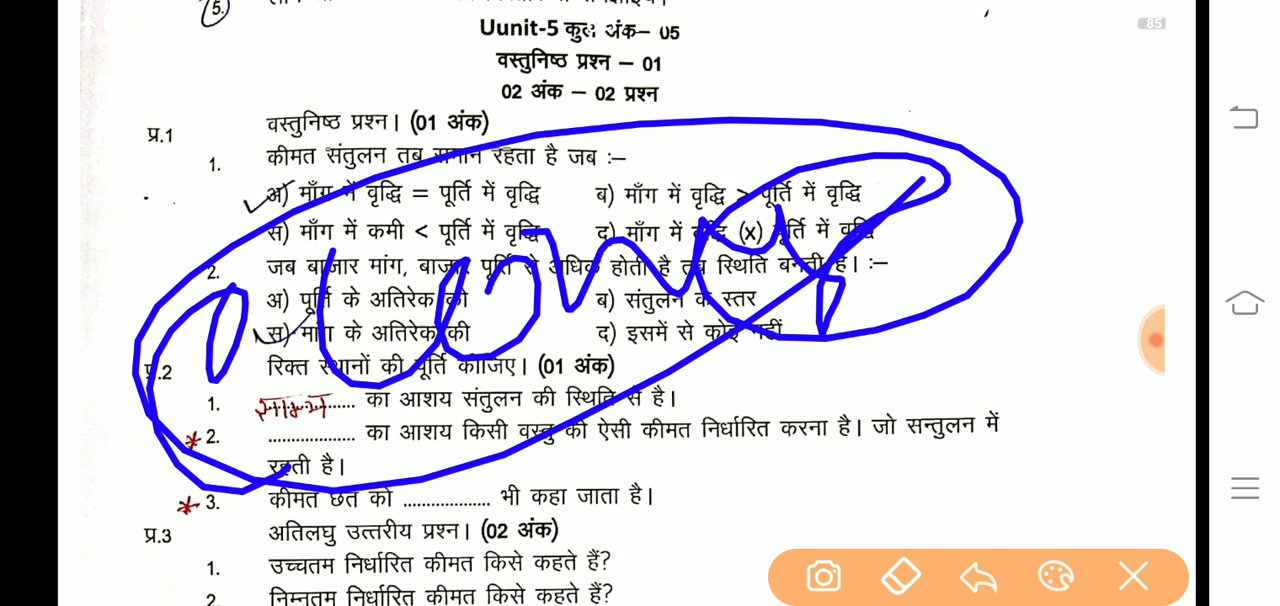 5.
Uunit-5 कुल अंक– 05
वस्तुनिष्ठ प्रश्न – 01
02 अंक – 02 प्रश्न
प्र.1 वस्तुनिष्ठ प्रश्न। (01 अंक)
1. कीमत संतुलन तब समान रहता है जब :–
अ) माँग में वृद्धि = पूर्ति में वृद्धि ब) माँग में वृद्धि > पूर्ति में वृद्धि
स) माँग में कमी < पूर्ति में वृद्धि द) माँग में वृद्धि (x) पूर्ति में वृद्धि
2. जब बाजार मांग, बाजार पूर्ति से अधिक होती है तब स्थिति बनती है। :–
अ) पूर्ति के अतिरेक की ब) संतुलन के स्तर
स) मांग के अतिरेक की द) इसमें से कोई नहीं
प्र.2 रिक्त स्थानों की पूर्ति कीजिए। (01 अंक)
1. ...... का आशय संतुलन की स्थिति से है।
2. ................... का आशय किसी वस्तु की ऐसी कीमत निर्धारित करना है। जो सन्तुलन में
रहती है।
3. कीमत छत को ................... भी कहा जाता है।
प्र.3 अतिलघु उत्तरीय प्रश्न। (02 अंक)
1. उच्चतम निर्धारित कीमत किसे कहते हैं?
2. निम्नतम निर्धारित कीमत किसे कहते हैं?
85